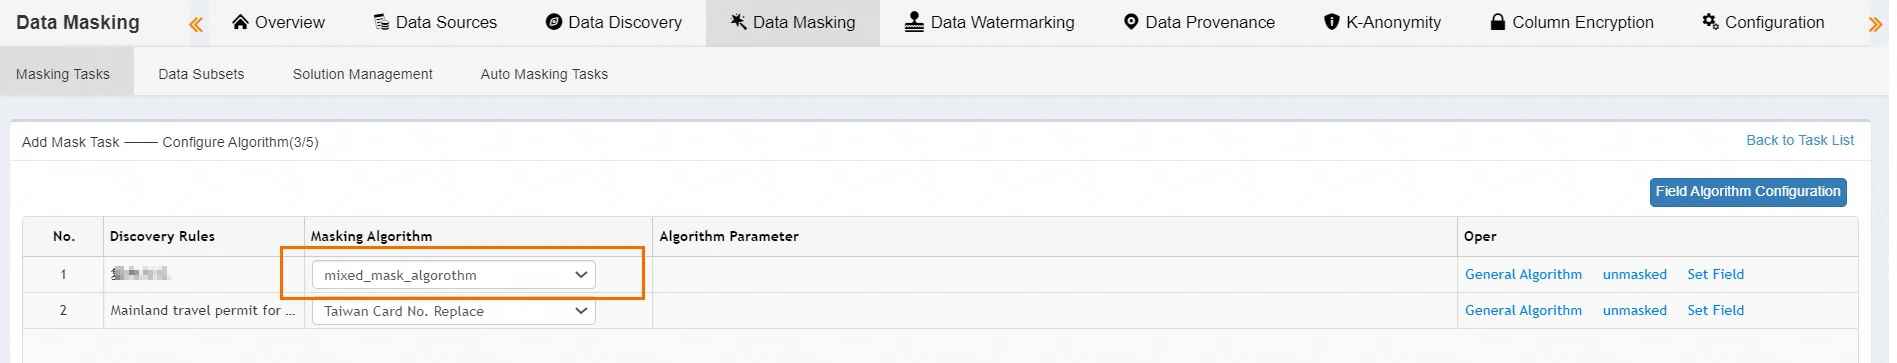 Data Masking « Overview Data Sources Data Discovery Data Masking Data Watermarking Data Provenance K-Anonymity Column Encryption Configuration »
Masking Tasks Data Subsets Solution Management Auto Masking Tasks
Add Mask Task —— Configure Algorithm(3/5) Back to Task List
Field Algorithm Configuration
No. Discovery Rules Masking Algorithm Algorithm Parameter Oper
1 mixed_mask_algorothm General Algorithm unmasked Set Field
2 Mainland travel permit for ... Taiwan Card No. Replace General Algorithm unmasked Set Field